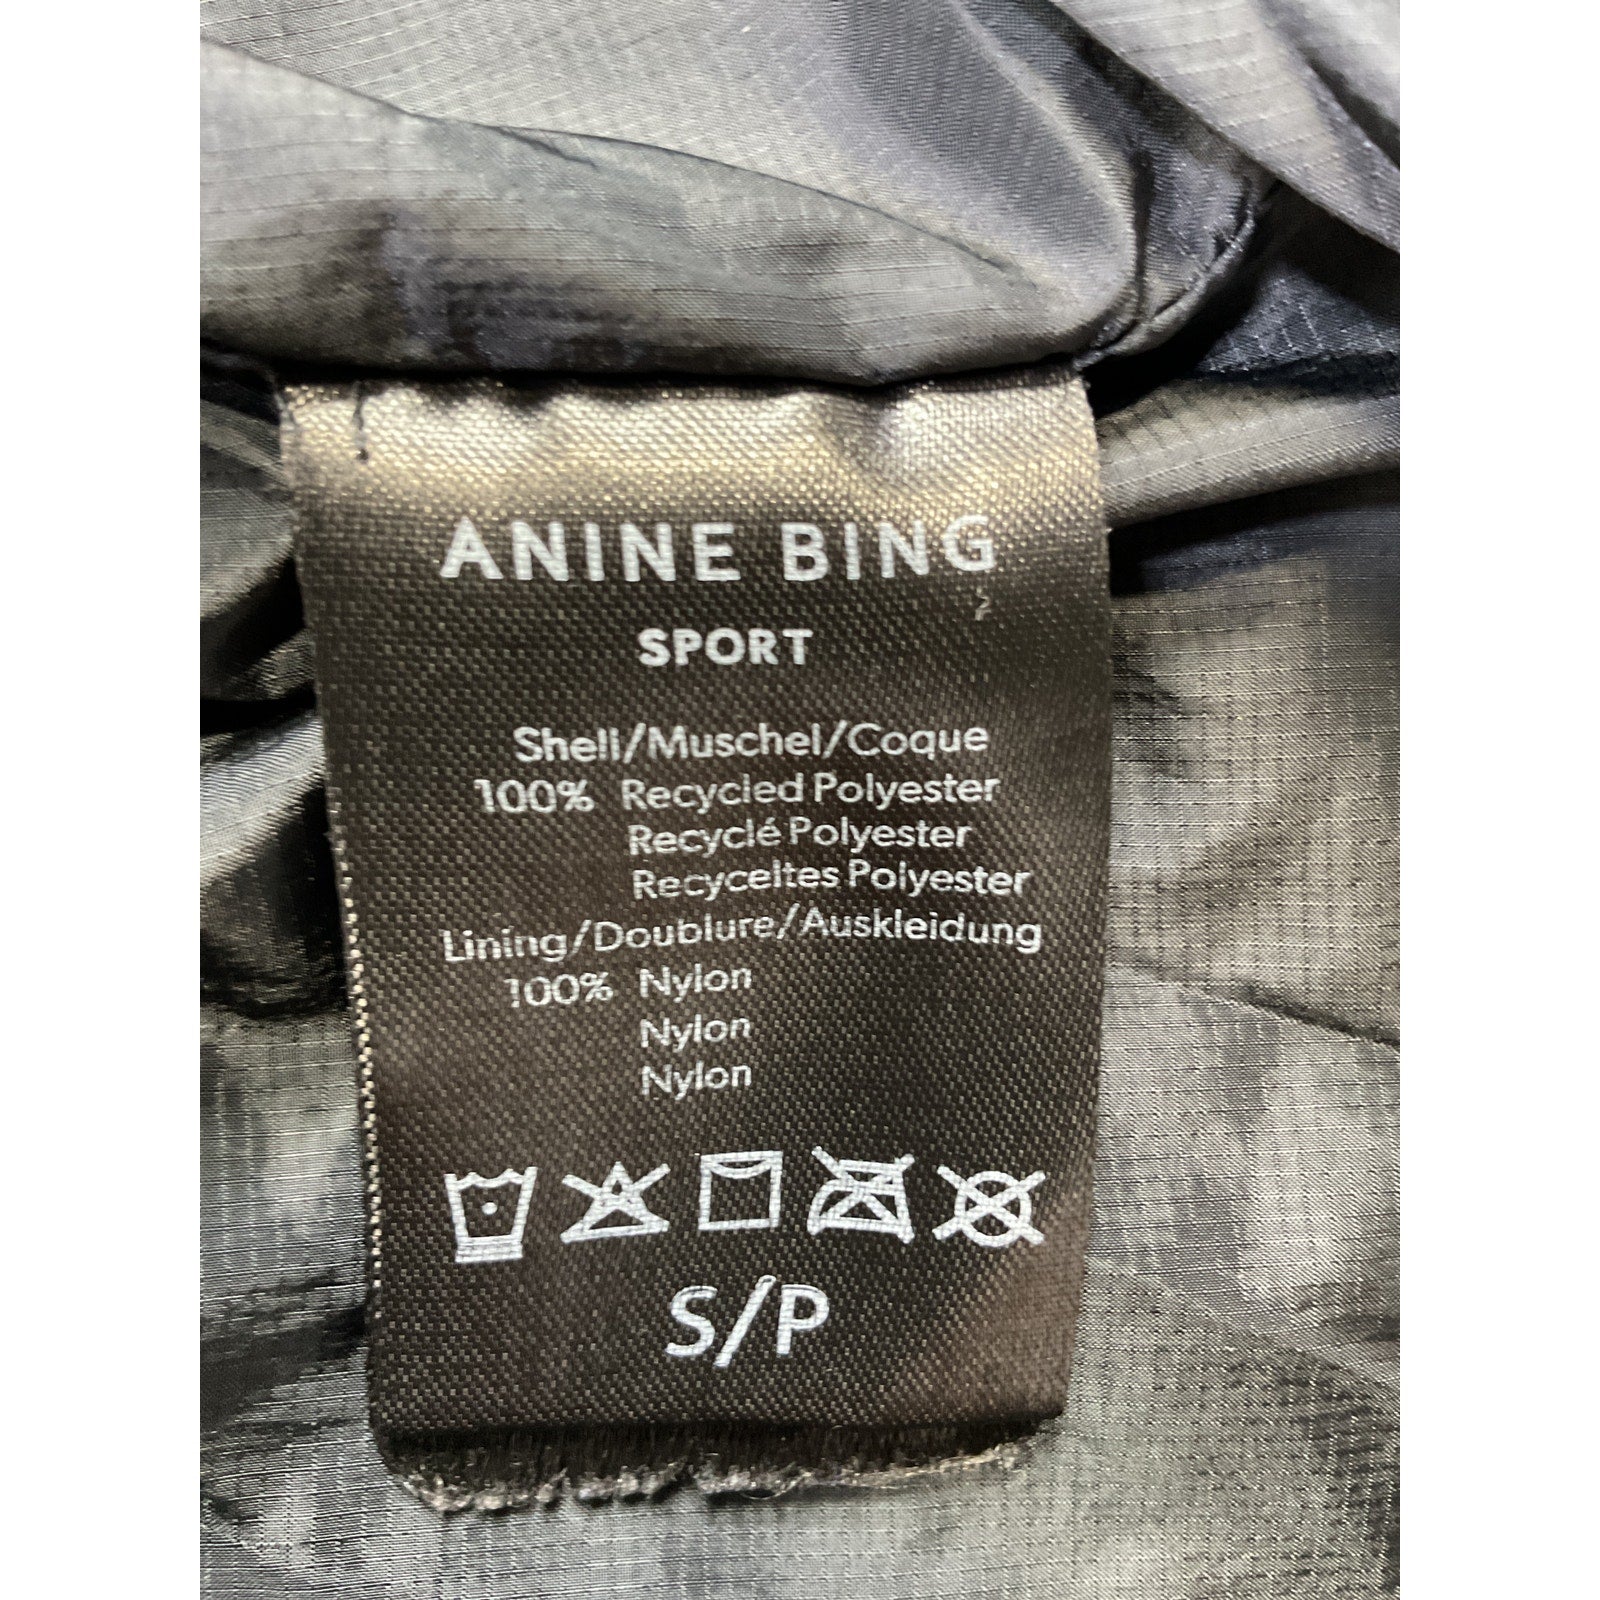 ANINE BING
SPORT
Shell/Muschel/Coque
100% Recycled Polyester
Recyclé Polyester
Recyceltes Polyester
Lining/Doublure/Auskleidung
100% Nylon
Nylon
Nylon
S/P